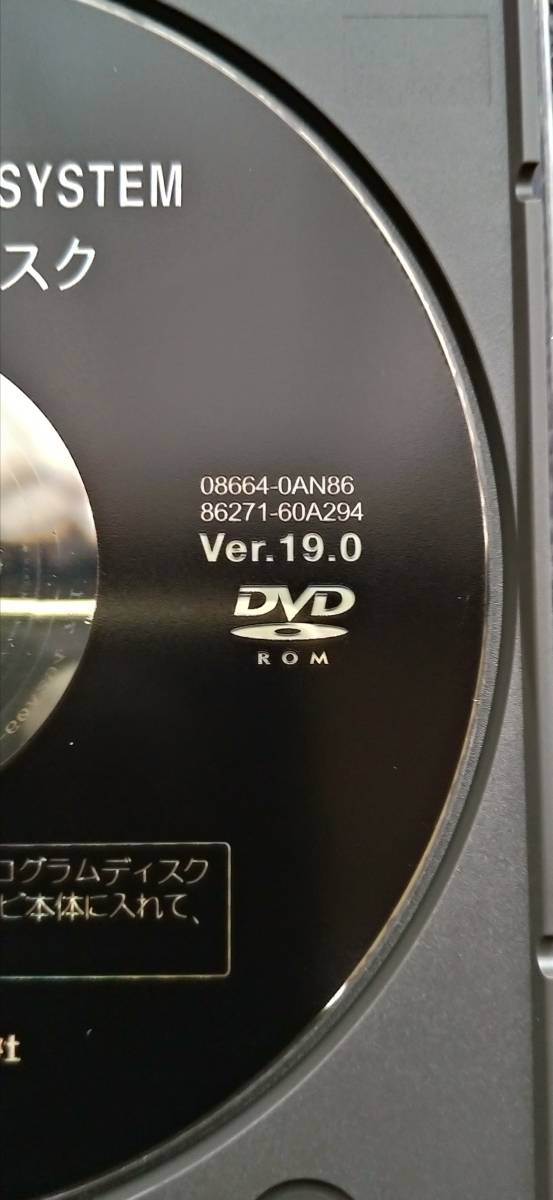 SYSTEM
スク
08664-0AN86
86271-60A294
Ver.19.0
DVD
ROM
ログラムディスク
ビ本体に入れて、
社